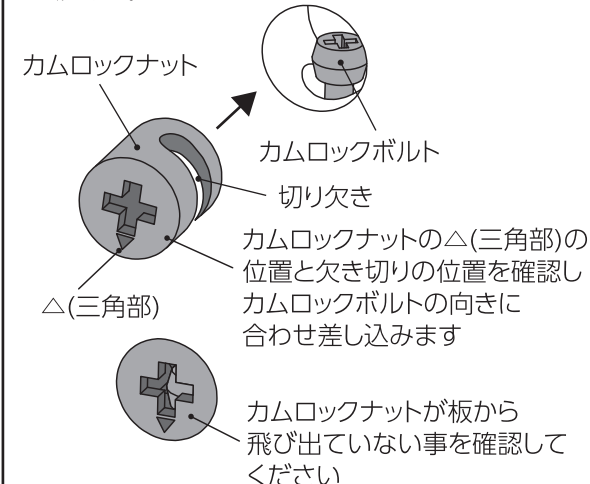 カムロックナット
カムロックボルト
切り欠き
カムロックナットの△(三角部)の
位置と欠き切りの位置を確認し
カムロックボルトの向きに
合わせ差し込みます
△(三角部)
カムロックナットが板から
飛び出ていない事を確認して
ください